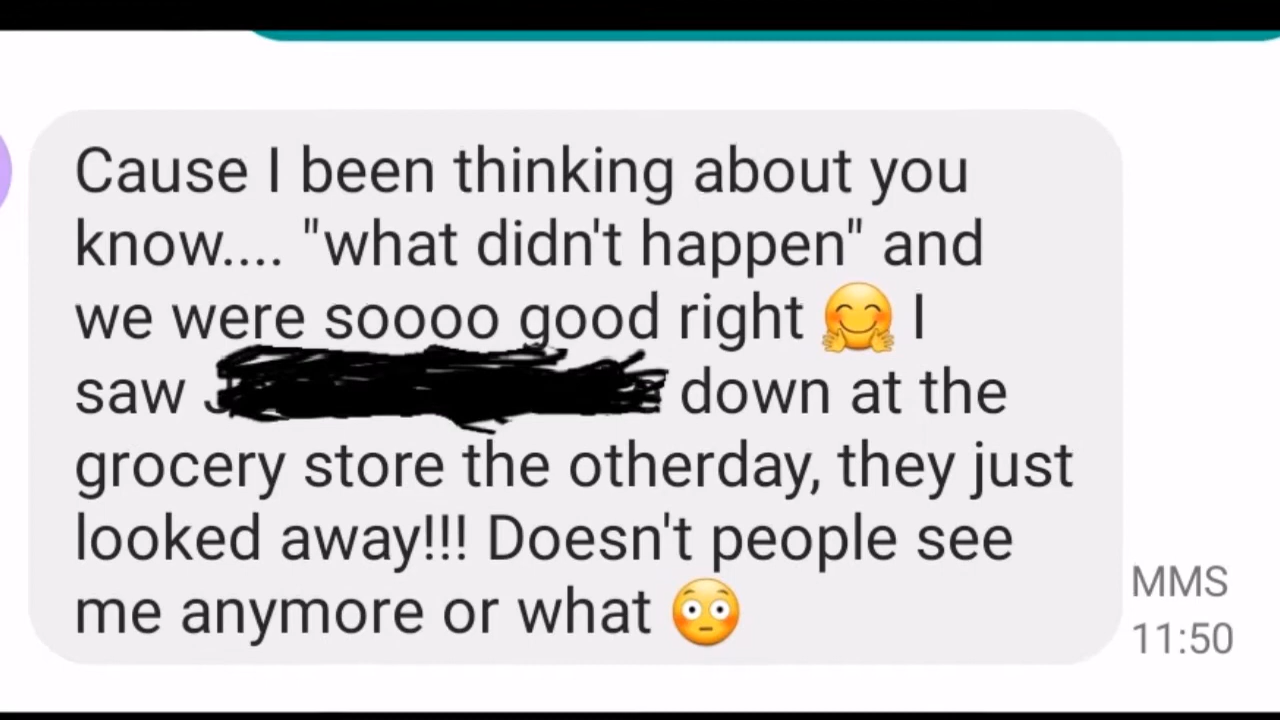 Cause I been thinking about you
know.... "what didn't happen" and
we were soooo good right 🤗 I
saw down at the
grocery store the otherday, they just
looked away!!! Doesn't people see
me anymore or what 😳
MMS
11:50